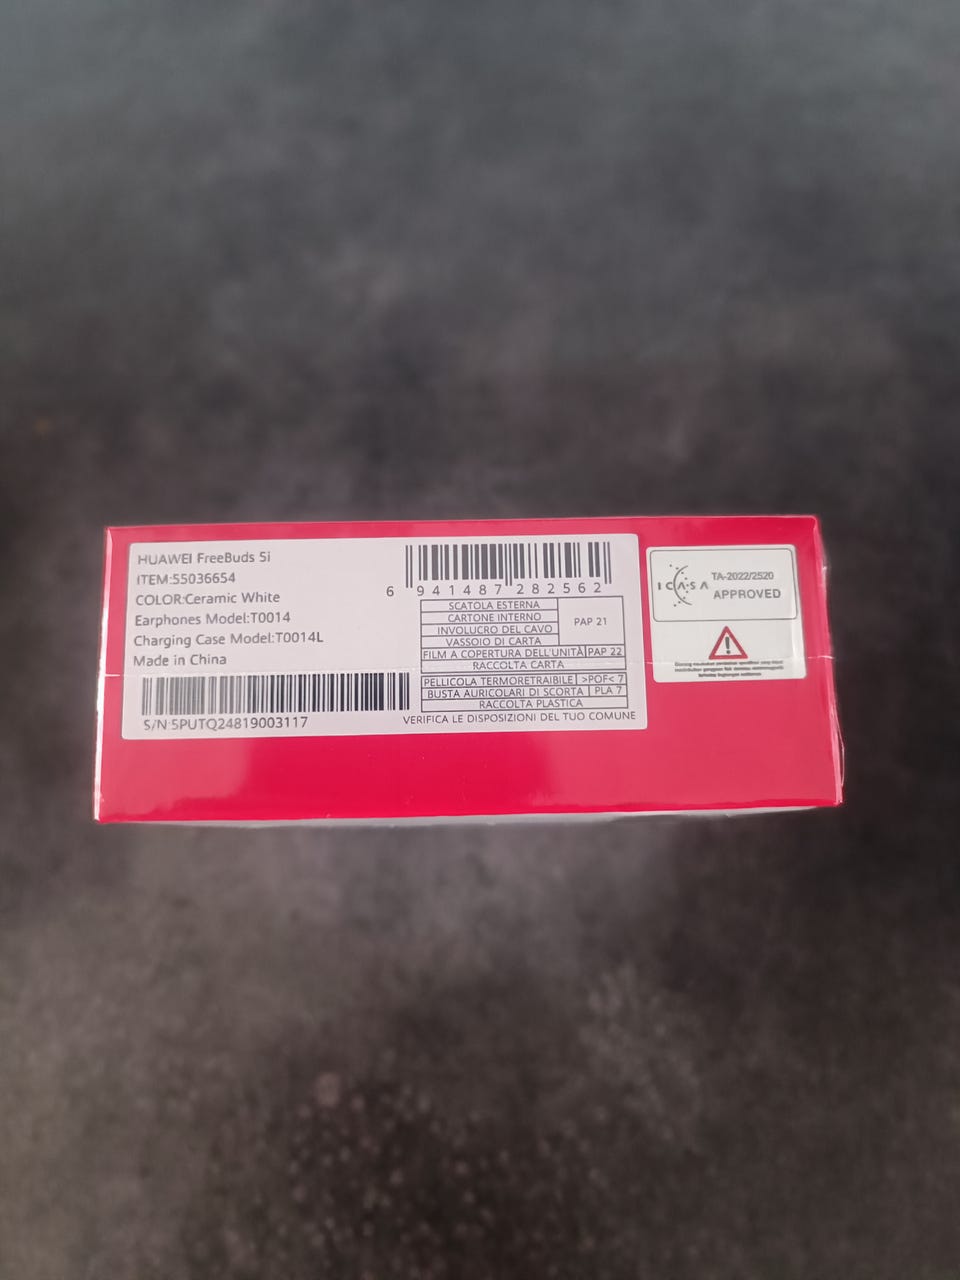 HUAWEI FreeBuds 5i
ITEM:55036654
COLOR:Ceramic White
Earphones Model:T0014
Charging Case Model:T0014L
Made in China
S/N:5PUTQ24819003117
6 941487 282562
SCATOLA ESTERNA
CARTONE INTERNO
INVOLUCRO DEL CAVO
VASSOIO DI CARTA
PAP 21
FILM A COPERTURA DELL'UNITÀ PAP 22
RACCOLTA CARTA
PELLICOLA TERMORETRAIBILE >POF< 7
BUSTA AURICOLARI DI SCORTA PLA 7
RACCOLTA PLASTICA
VERIFICA LE DISPOSIZIONI DEL TUO COMUNE
ICASA
TA-2022/2520
APPROVED